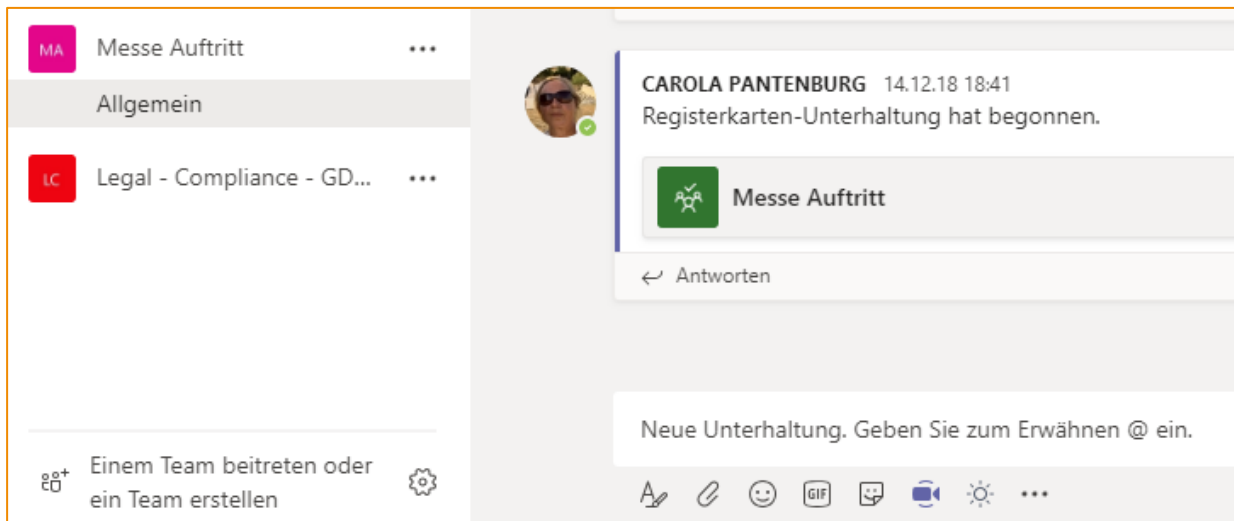 MA Messe Auftritt
Allgemein
LC Legal - Compliance - GD...
Einem Team beitreten oder
ein Team erstellen
CAROLA PANTENBURG 14.12.18 18:41
Registerkarten-Unterhaltung hat begonnen.
Messe Auftritt
Antworten
Neue Unterhaltung. Geben Sie zum Erwähnen @ ein.
GIF